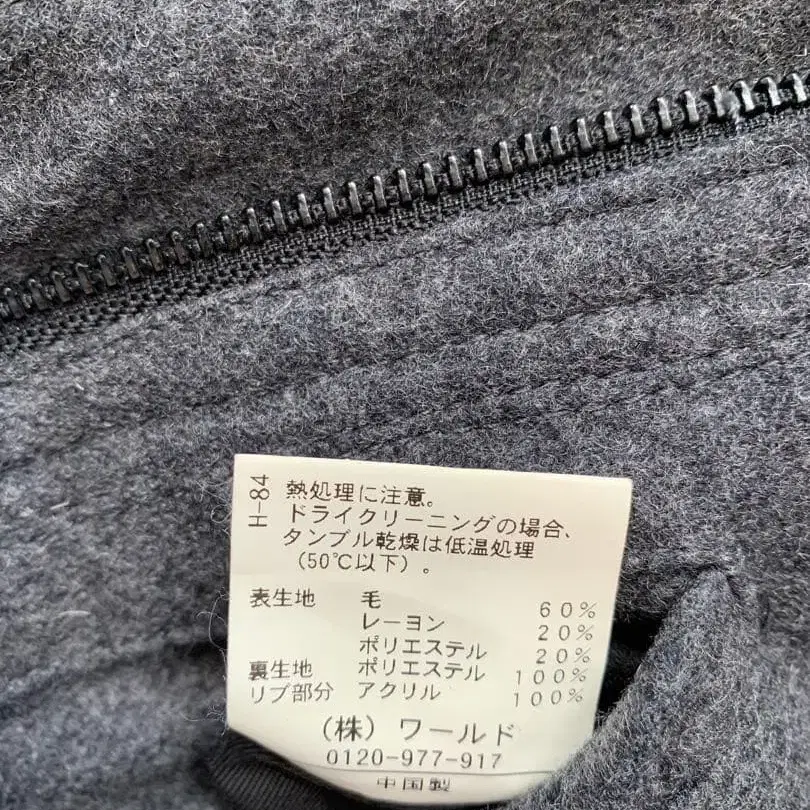 H-84
熱処理に注意。
ドライクリーニングの場合、
タンブル乾燥は低温処理
（50℃以下）。
表生地 毛 60%
レーヨン 20%
ポリエステル 20%
裏生地 ポリエステル 100%
リブ部分 アクリル 100%
（株）ワールド
0120-977-917
中国製